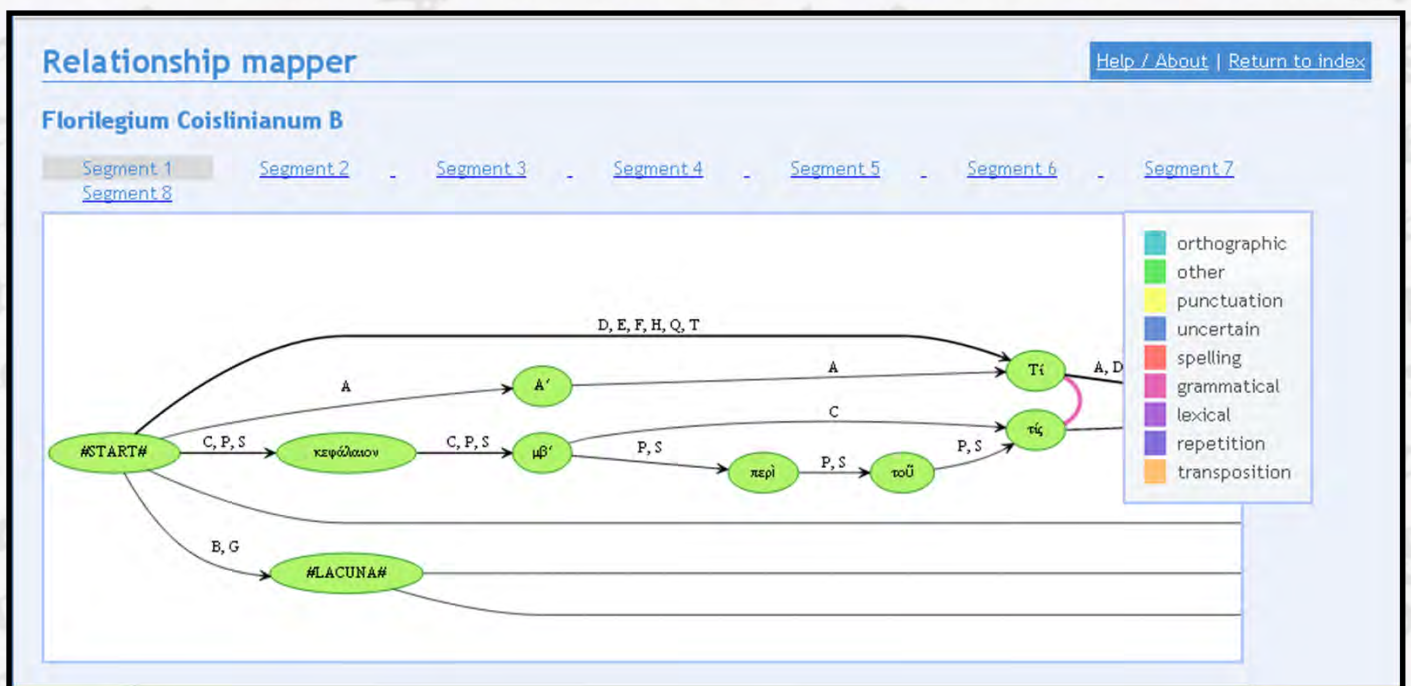 Relationship mapper
Help / About | Return to index
Florilegium Coislinianum B
Segment 1 Segment 2 - Segment 3 - Segment 4 - Segment 5 - Segment 6 - Segment 7
Segment 8
orthographic
other
punctuation
uncertain
spelling
grammatical
lexical
repetition
transposition
D, E, F, H, Q, T
A
Α′
A
Τί
A, D
#START#
C, P, S
κεφάλαιον
C, P, S
μβ′
C
τίς
P, S
περὶ
P, S
τοῦ
P, S
B, G
#LACUNA#